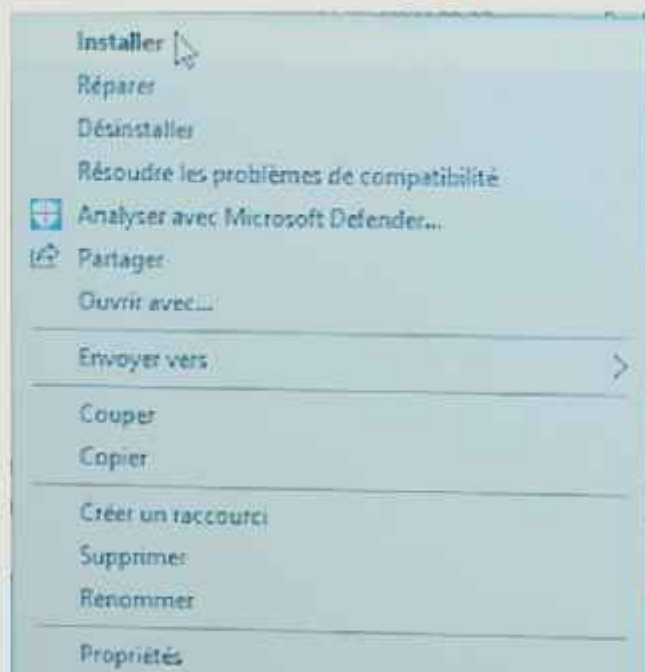 Installer
Réparer
Désinstaller
Résoudre les problèmes de compatibilité
Analyser avec Microsoft Defender...
Partager
Ouvrir avec...
Envoyer vers
Couper
Copier
Créer un raccourci
Supprimer
Renommer
Propriétés